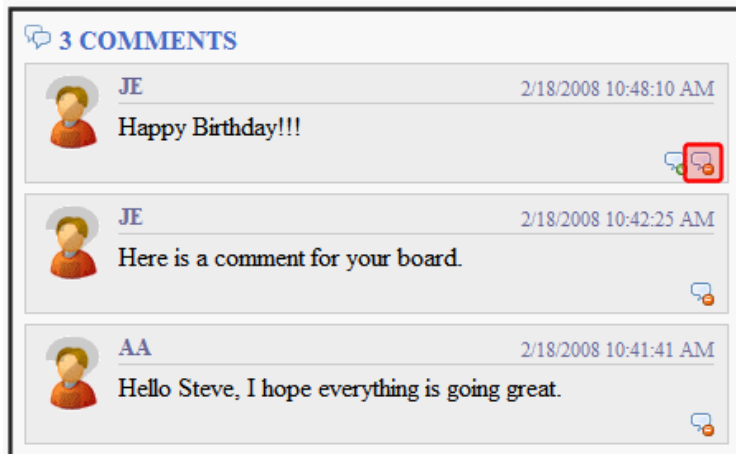 3 COMMENTS
JE 2/18/2008 10:48:10 AM
Happy Birthday!!!
JE 2/18/2008 10:42:25 AM
Here is a comment for your board.
AA 2/18/2008 10:41:41 AM
Hello Steve, I hope everything is going great.